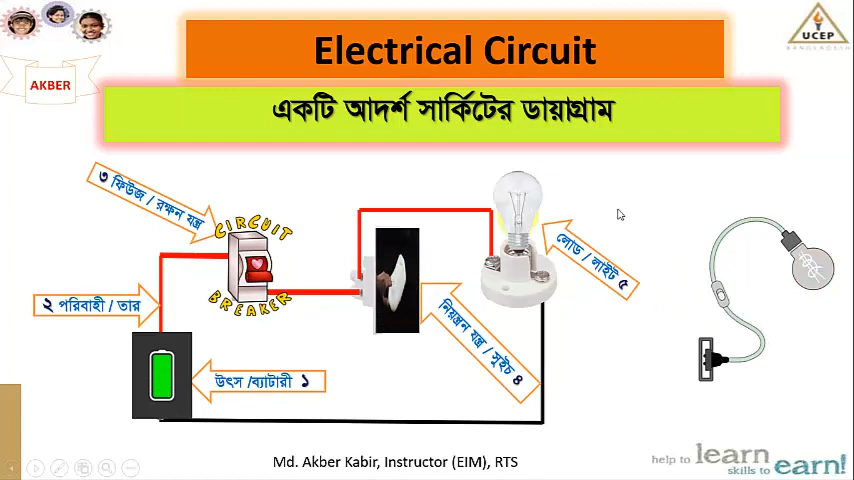 Electrical Circuit
UCEP
BANGLADESH
AKBER
একটি আদর্শ সার্কিটের ডায়াগ্রাম
৩ ফিউজ / রক্ষন যন্ত্র
CIRCUIT
BREAKER
লোড / লাইট ৫
২ পরিবাহী / তার
নিয়ন্ত্রন যন্ত্র / সুইচ ৪
উৎস /ব্যাটারী ১
Md. Akber Kabir, Instructor (EIM), RTS
help to learn
skills to earn!